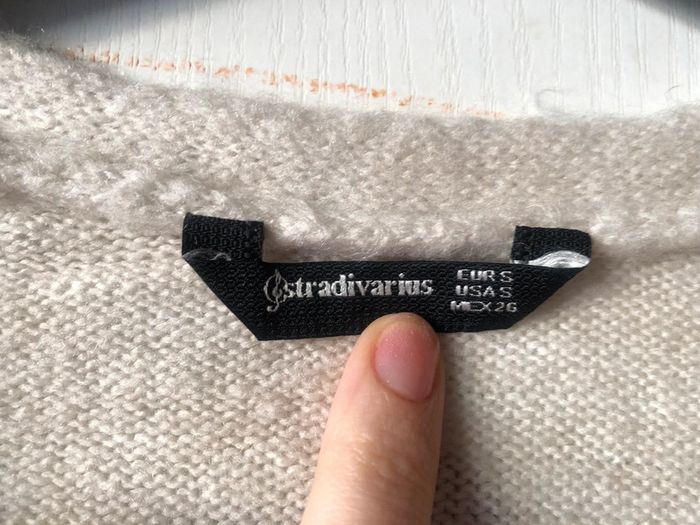 stradivarius
EUR S
USA S
MEX 26